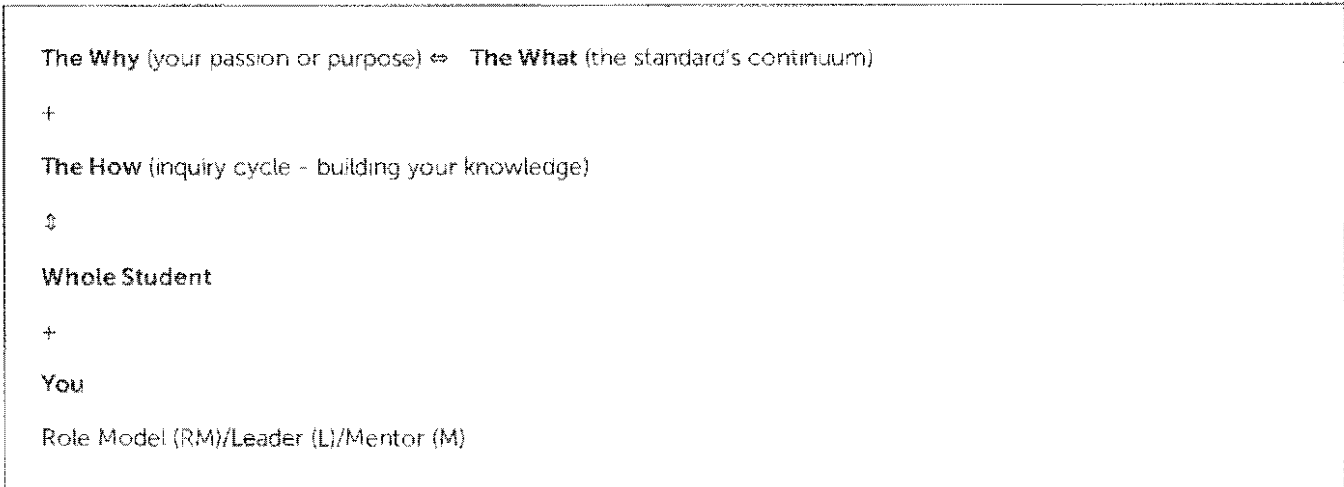 The Why (your passion or purpose) ⇔ The What (the standard's continuum)
+
The How (inquiry cycle - building your knowledge)
⇕
Whole Student
+
You
Role Model (RM)/Leader (L)/Mentor (M)